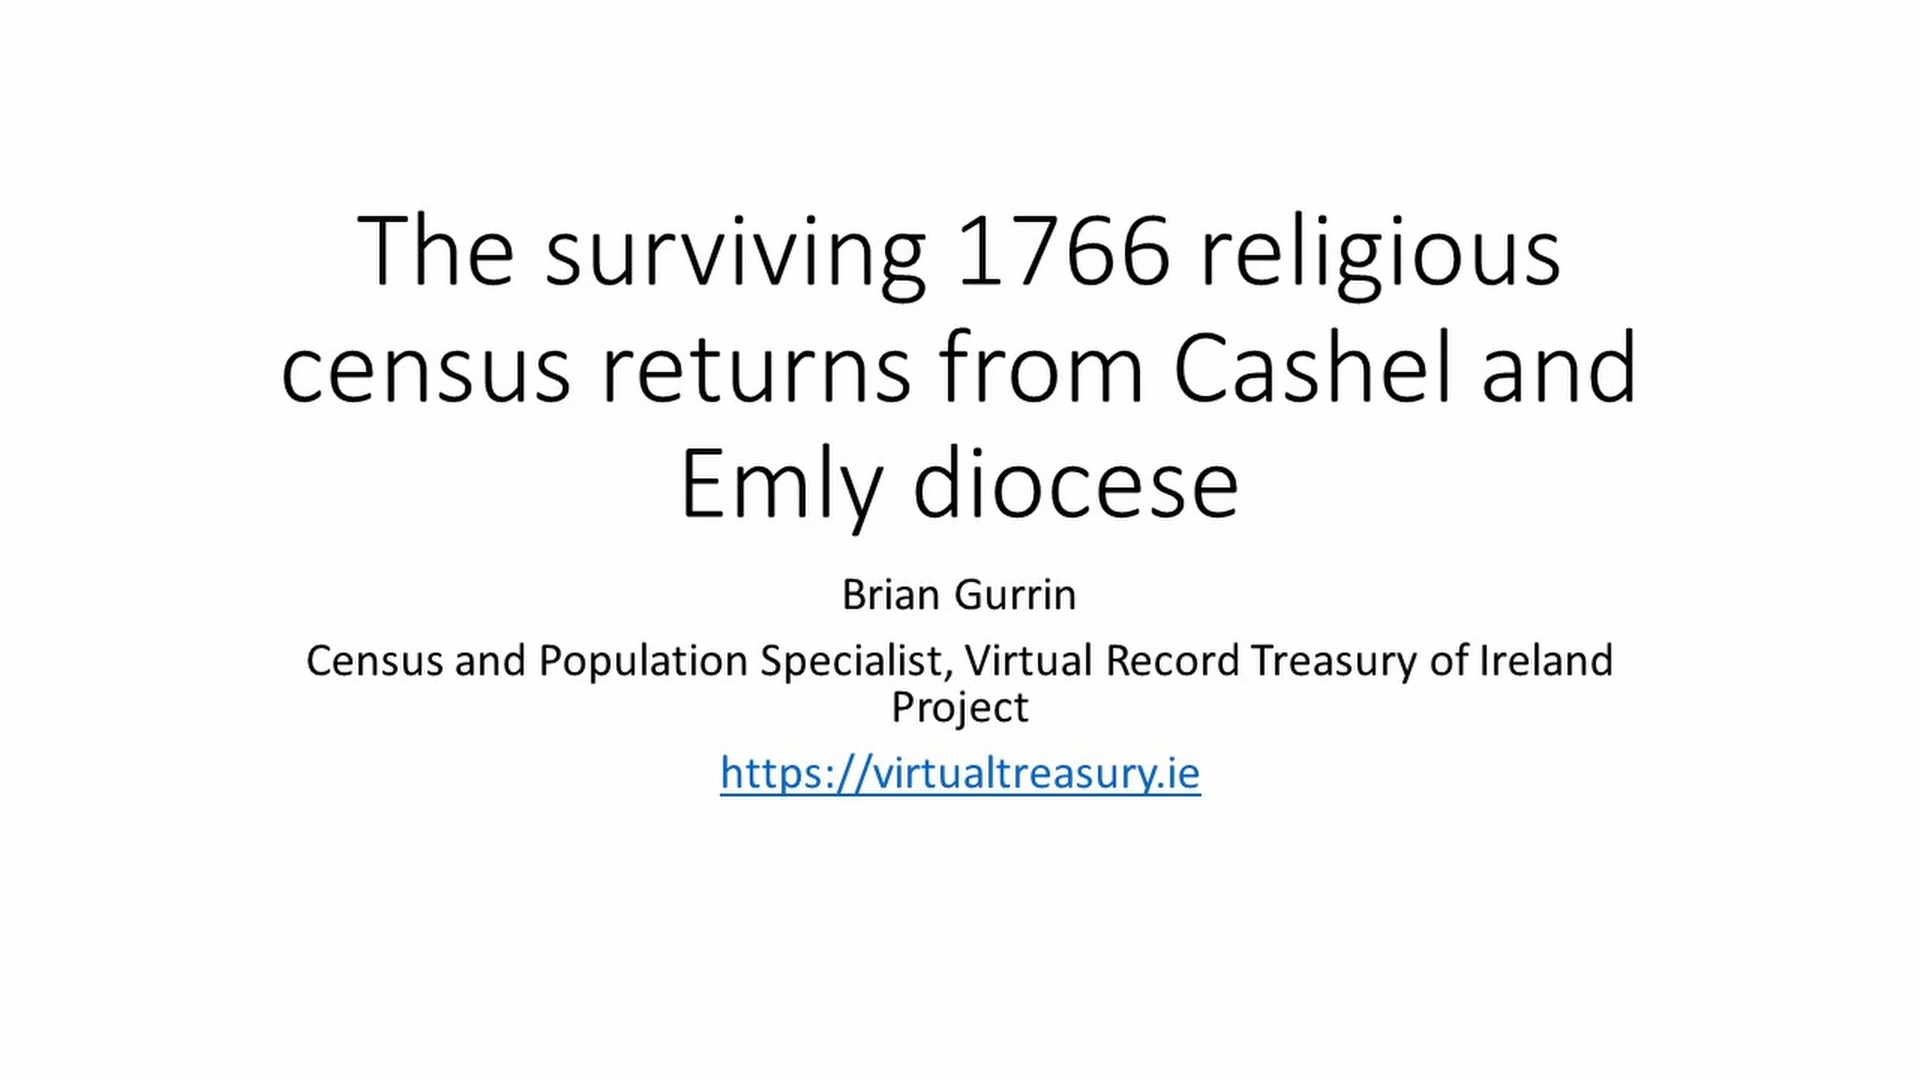 The surviving 1766 religious
census returns from Cashel and
Emly diocese
Brian Gurrin
Census and Population Specialist, Virtual Record Treasury of Ireland
Project
https://virtualtreasury.ie